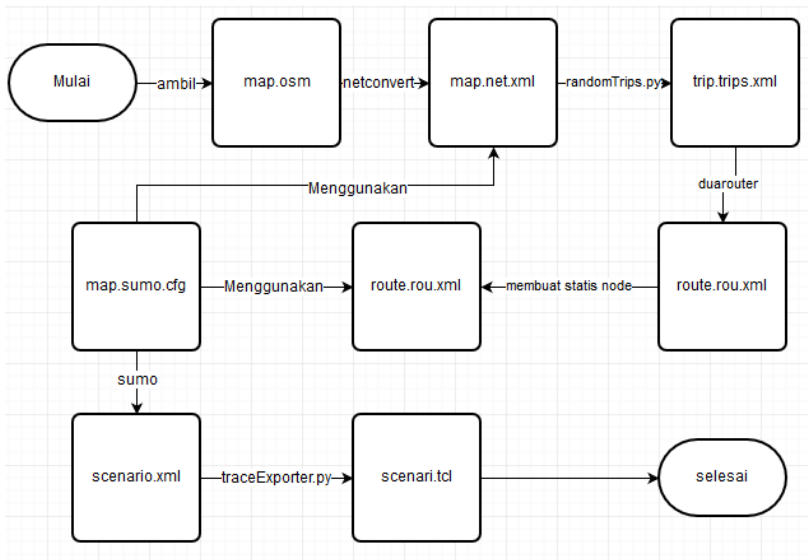 Mulai
ambil
map.osm
netconvert
map.net.xml
randomTrips.py
trip.trips.xml
duarouter
Menggunakan
map.sumo.cfg
Menggunakan
route.rou.xml
membuat statis node
route.rou.xml
sumo
scenario.xml
traceExporter.py
scenari.tcl
selesai